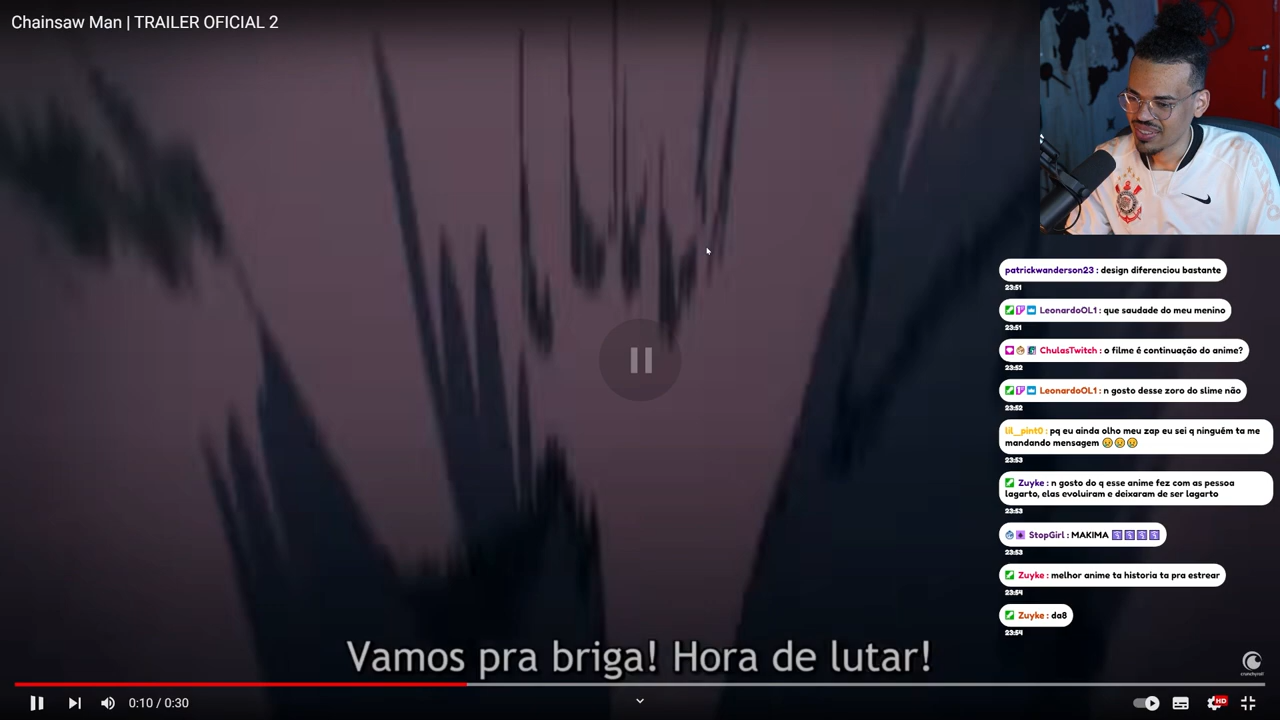 Chainsaw Man | TRAILER OFICIAL 2
patrickwanderson23 : design diferenciou bastante
23:51
LeonardoOL1 : que saudade do meu menino
23:51
ChulasTwitch : o filme é continuação do anime?
23:52
LeonardoOL1 : n gosto desse zoro do slime não
23:52
lil__pint0 : pq eu ainda olho meu zap eu sei q ninguém ta me
mandando mensagem 😣😣😣
23:53
Zuyke : n gosto do q esse anime fez com as pessoa
lagarto, elas evoluiram e deixaram de ser lagarto
23:53
StopGirl : MAKIMA
23:53
Zuyke : melhor anime ta historia ta pra estrear
23:54
Zuyke : da8
23:54
Vamos pra briga! Hora de lutar!
crunchyroll
0:10 / 0:30
HD